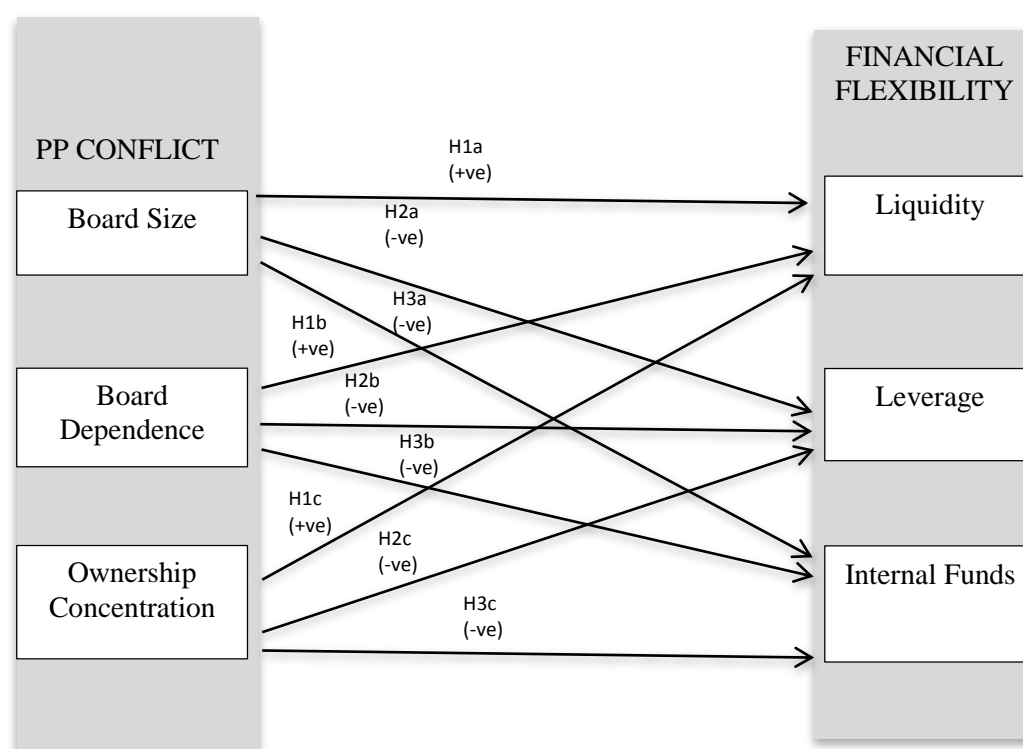 FINANCIAL
FLEXIBILITY
PP CONFLICT
H1a
(+ve)
Board Size
H2a
(-ve)
Liquidity
H3a
(-ve)
H1b
(+ve)
H2b
(-ve)
Board
Dependence
Leverage
H3b
(-ve)
H1c
(+ve)
H2c
(-ve)
Ownership
Concentration
Internal Funds
H3c
(-ve)